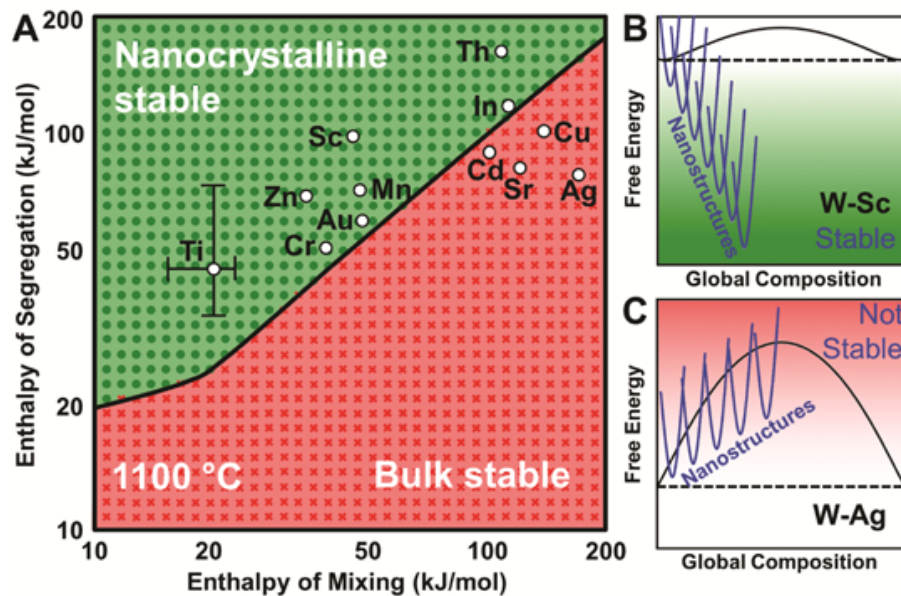 A
Enthalpy of Segregation (kJ/mol)
200
100
50
20
10
Nanocrystalline
stable
Th
In
Cu
Sc
Cd
Sr
Ag
Zn
Mn
Au
Cr
Ti
1100 °C
Bulk stable
10
20
50
100
200
Enthalpy of Mixing (kJ/mol)
B
Free Energy
Nanostructures
W-Sc
Stable
Global Composition
C
Free Energy
Not
Stable
Nanostructures
W-Ag
Global Composition